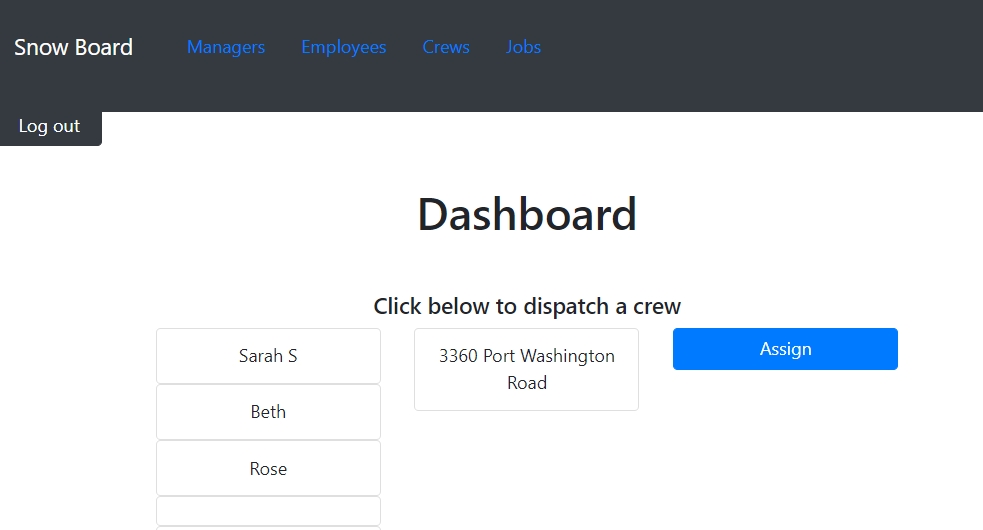 Snow Board Managers Employees Crews Jobs
Log out
Dashboard
Click below to dispatch a crew
Sarah S
Beth
Rose
3360 Port Washington
Road
Assign